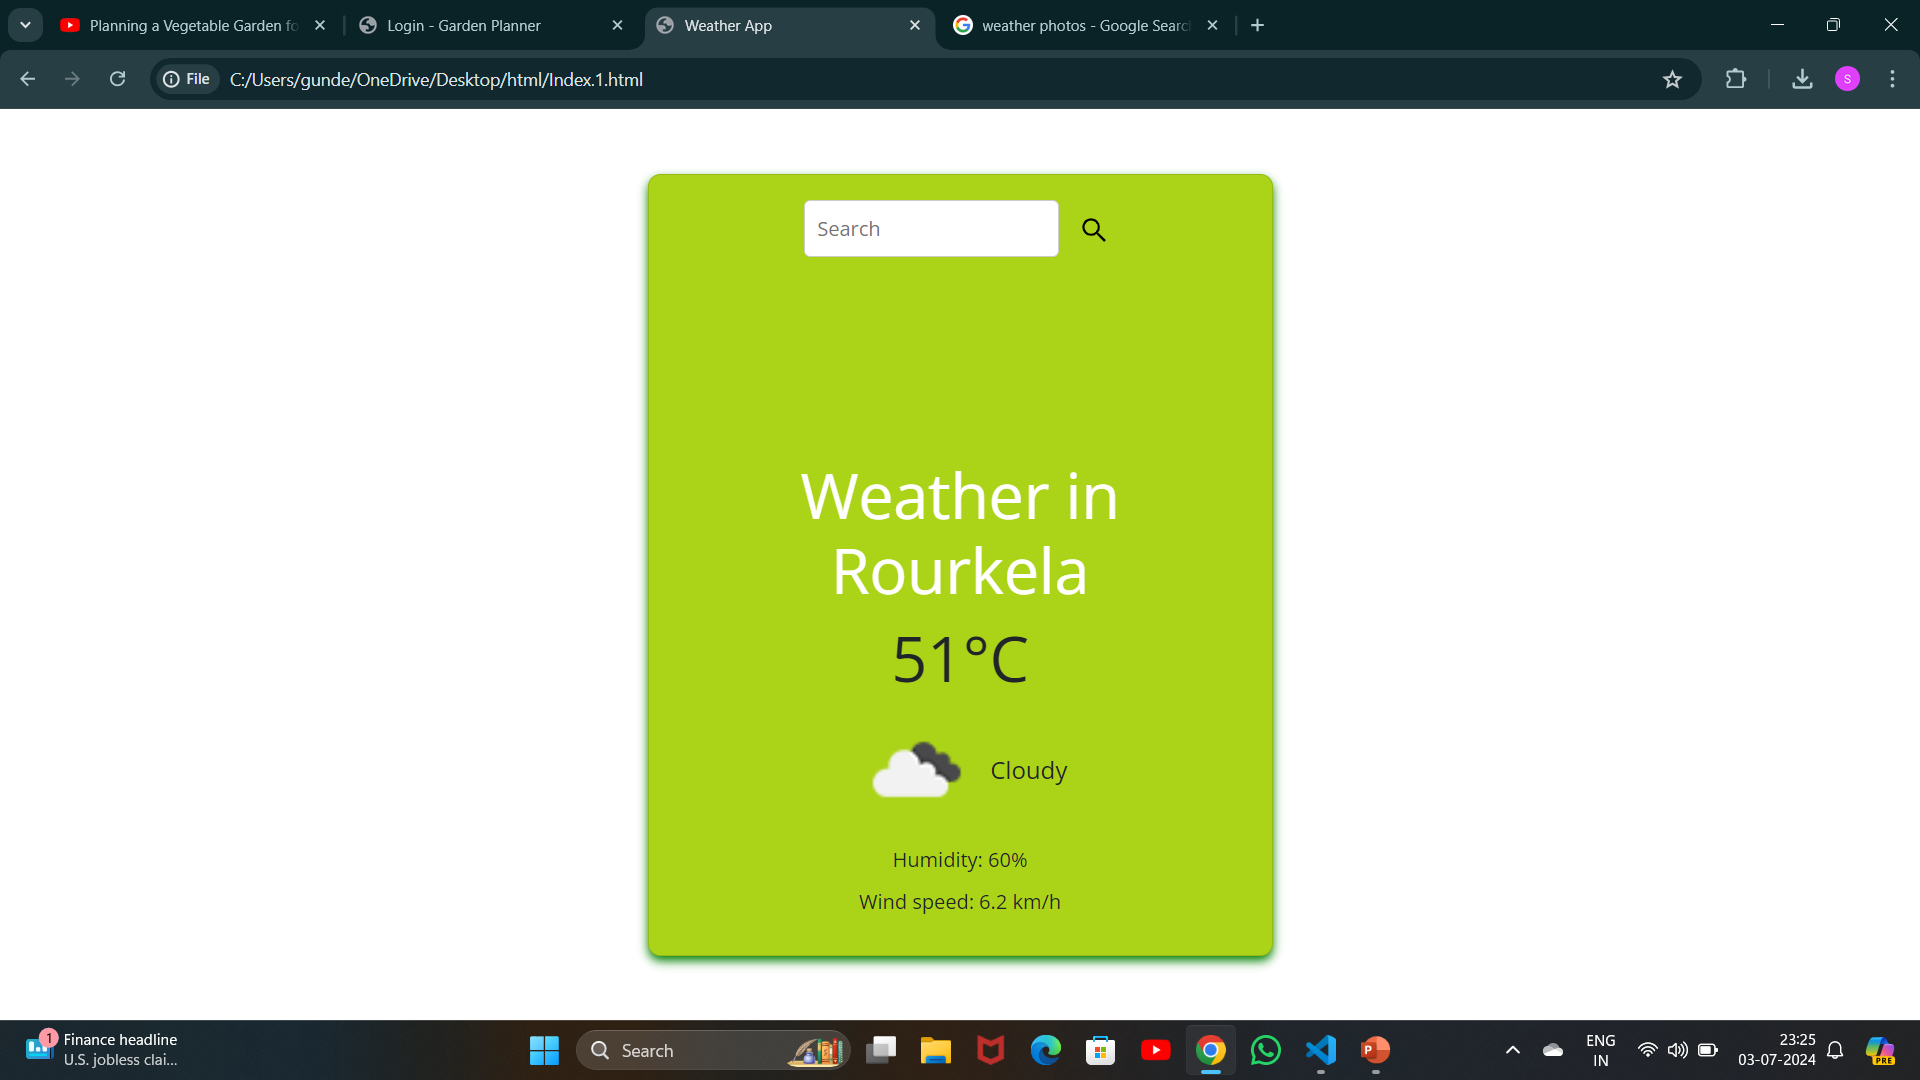 Planning a Vegetable Garden fo
Login - Garden Planner
Weather App
weather photos - Google Searc
File
C:/Users/gunde/OneDrive/Desktop/html/Index.1.html
S
Search
Weather in
Rourkela
51°C
Cloudy
Humidity: 60%
Wind speed: 6.2 km/h
1
Finance headline
U.S. jobless clai...
Search
P
ENG
IN
23:25
03-07-2024
PRE